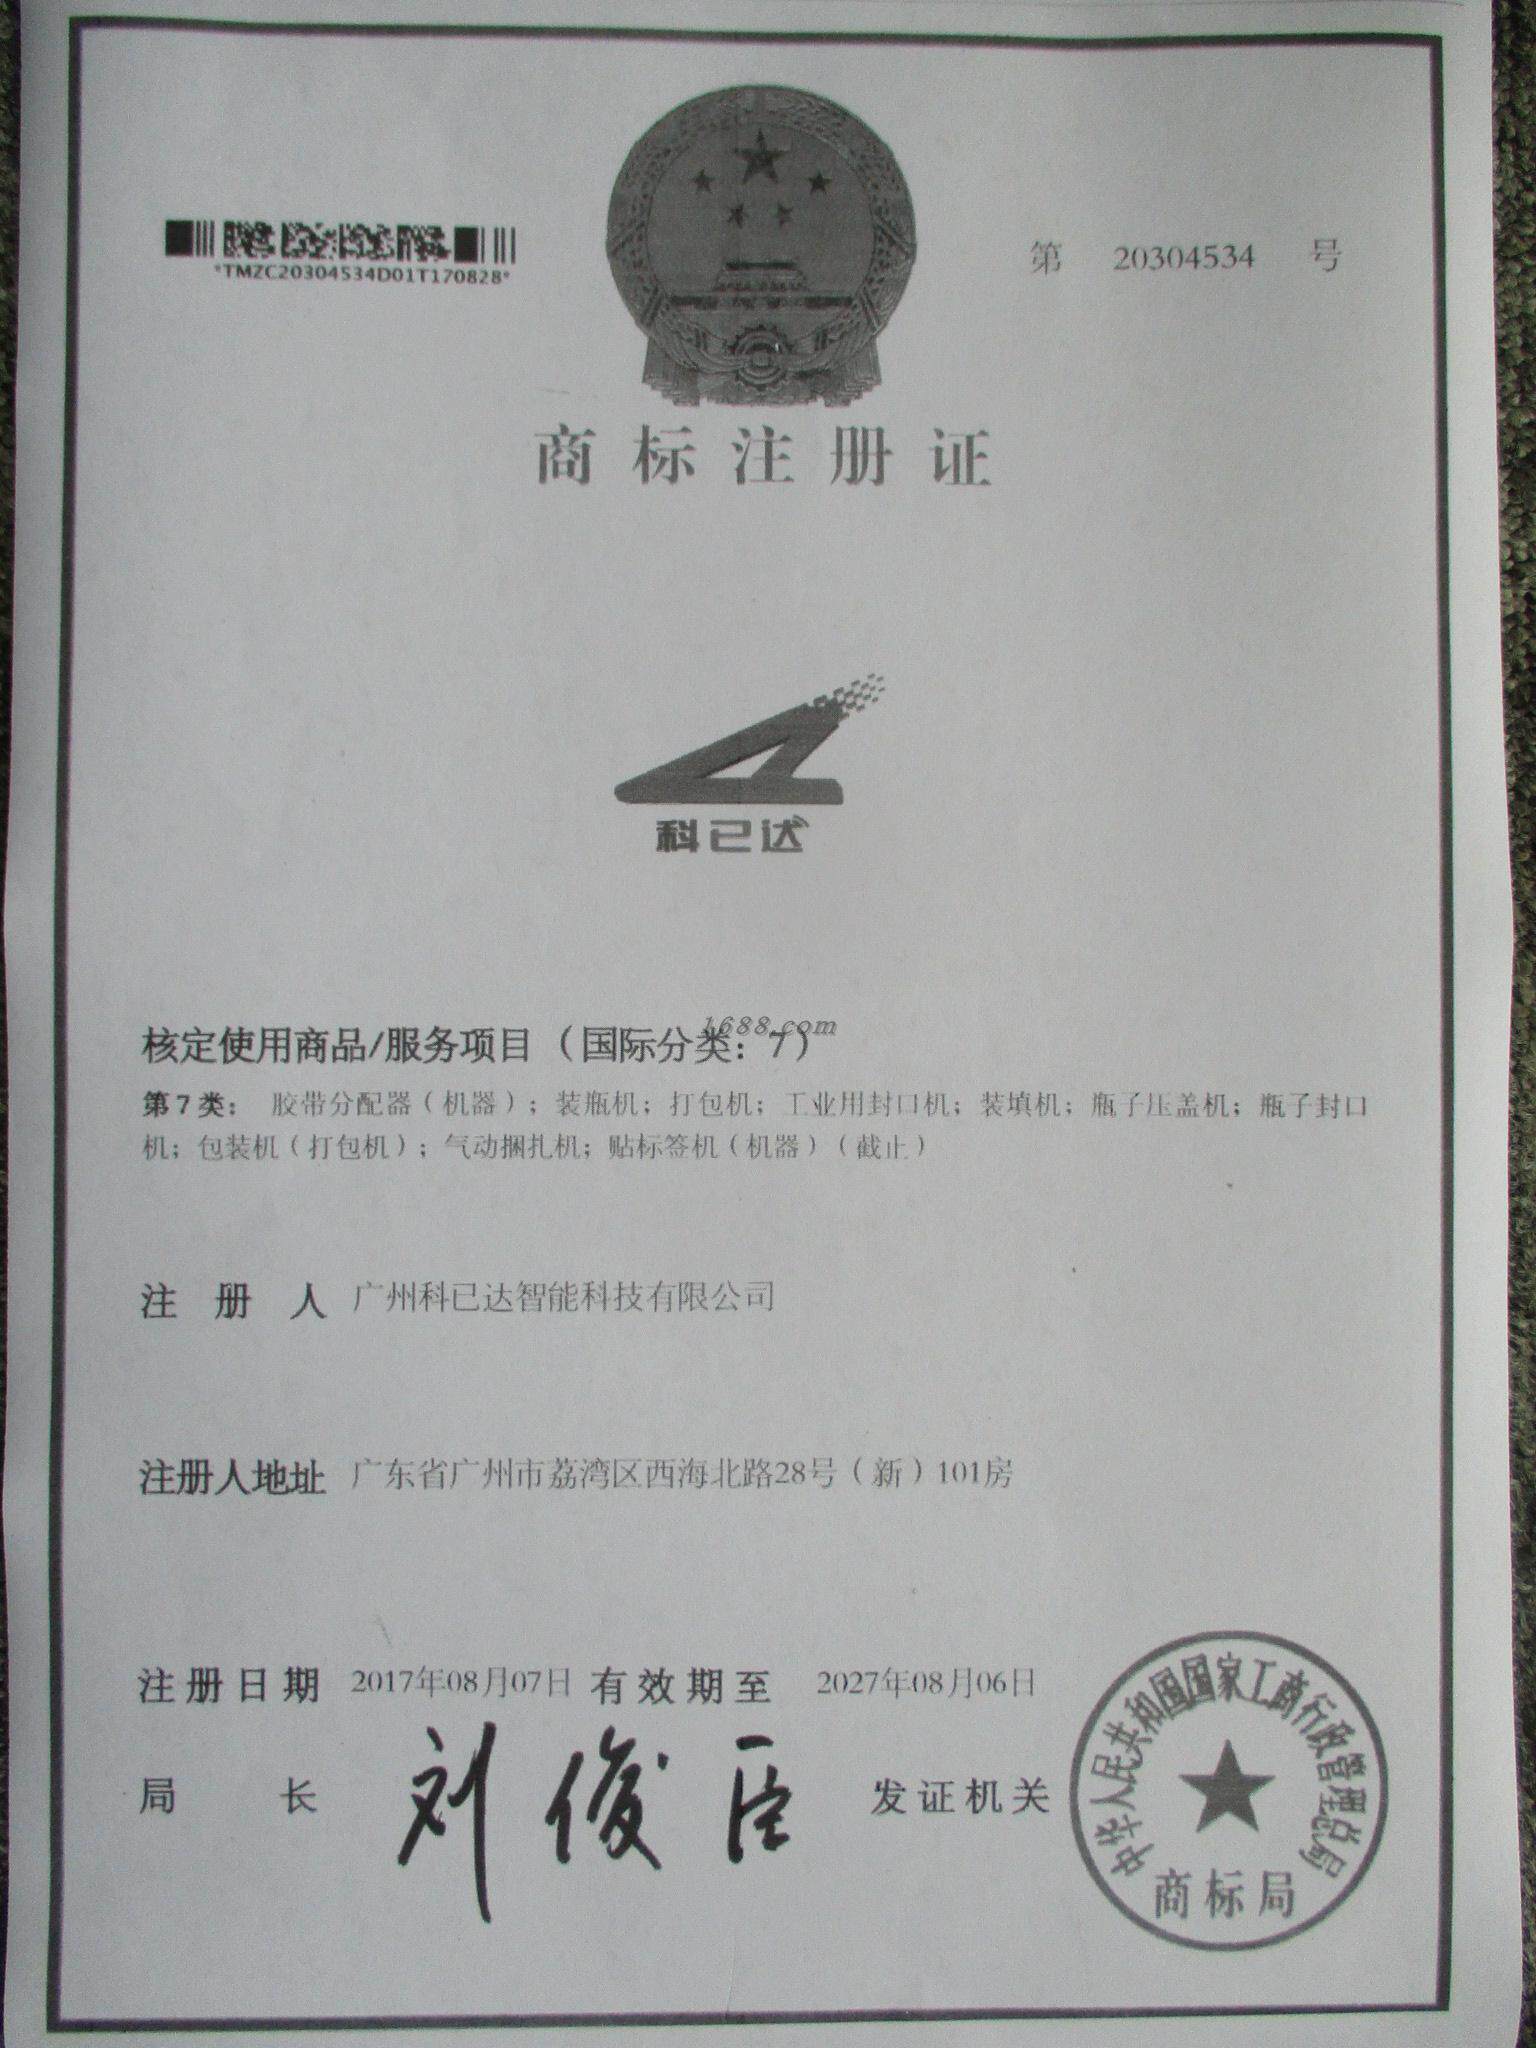 *TMZC20304534D01T170828*
第 20304534 号
商标注册证
科已达
1688.com
核定使用商品/服务项目（国际分类：7）
第7类： 胶带分配器（机器）；装瓶机；打包机；工业用封口机；装填机；瓶子压盖机；瓶子封口
机；包装机（打包机）；气动捆扎机；贴标签机（机器）（截止）
注册人 广州科已达智能科技有限公司
注册人地址 广东省广州市荔湾区西海北路28号（新）101房
注册日期 2017年08月07日 有效期至 2027年08月06日
局长 刘俊臣 发证机关
中华人民共和国国家工商行政管理总局
商标局